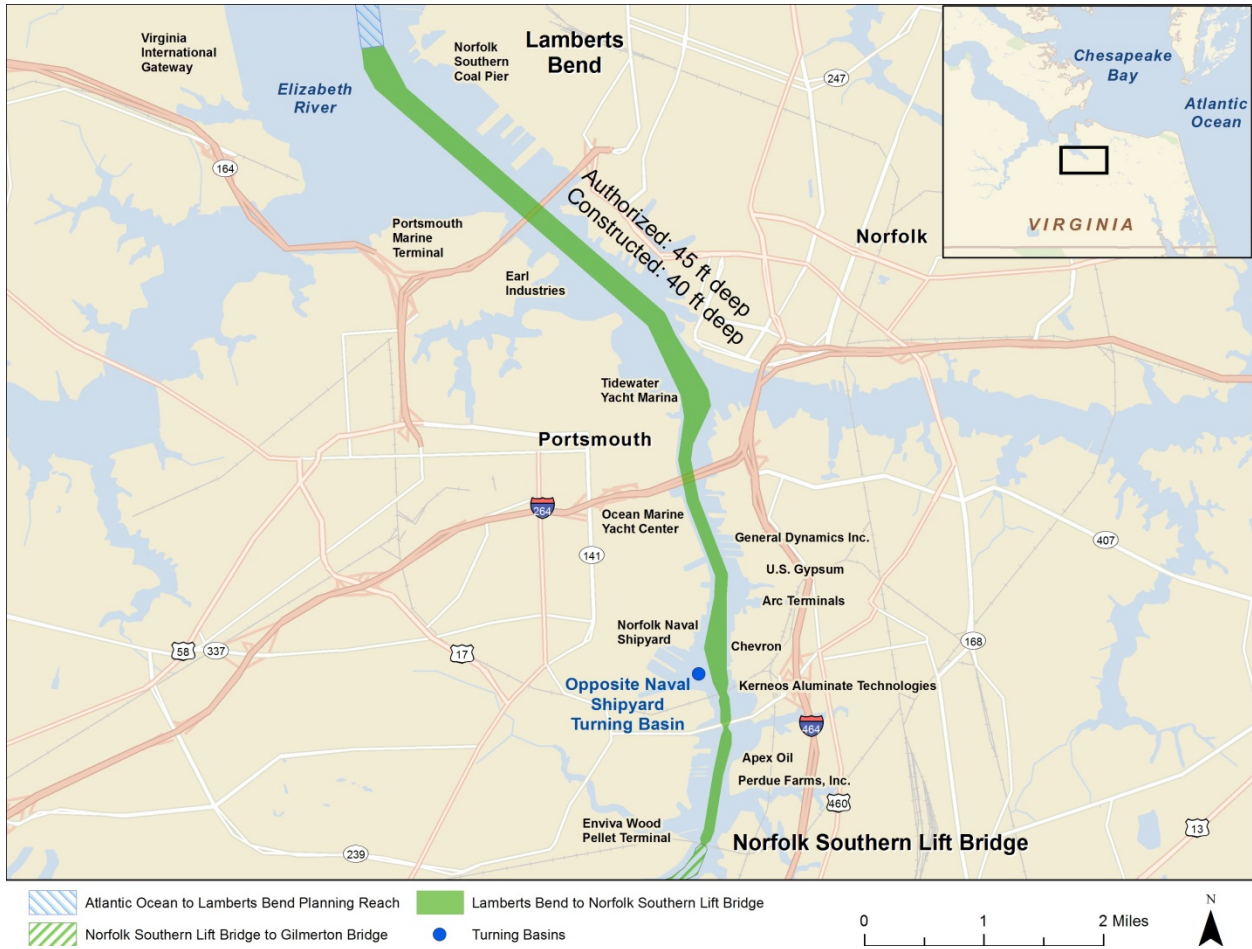 Virginia
International
Gateway
Elizabeth
River
Norfolk
Southern
Coal Pier
Lamberts
Bend
247
Chesapeake
Bay
Atlantic
Ocean
VIRGINIA
164
Portsmouth
Marine
Terminal
Earl
Industries
Authorized: 45 ft deep
Constructed: 40 ft deep
Norfolk
Tidewater
Yacht Marina
Portsmouth
264
Ocean Marine
Yacht Center
141
General Dynamics Inc.
407
U.S. Gypsum
Arc Terminals
Norfolk Naval
Shipyard
Chevron
168
58
337
17
Opposite Naval
Shipyard
Turning Basin
Kerneos Aluminate Technologies
464
Apex Oil
Perdue Farms, Inc.
460
Enviva Wood
Pellet Terminal
Norfolk Southern Lift Bridge
13
239
Atlantic Ocean to Lamberts Bend Planning Reach
Lamberts Bend to Norfolk Southern Lift Bridge
Norfolk Southern Lift Bridge to Gilmerton Bridge
Turning Basins
0 1 2 Miles
N